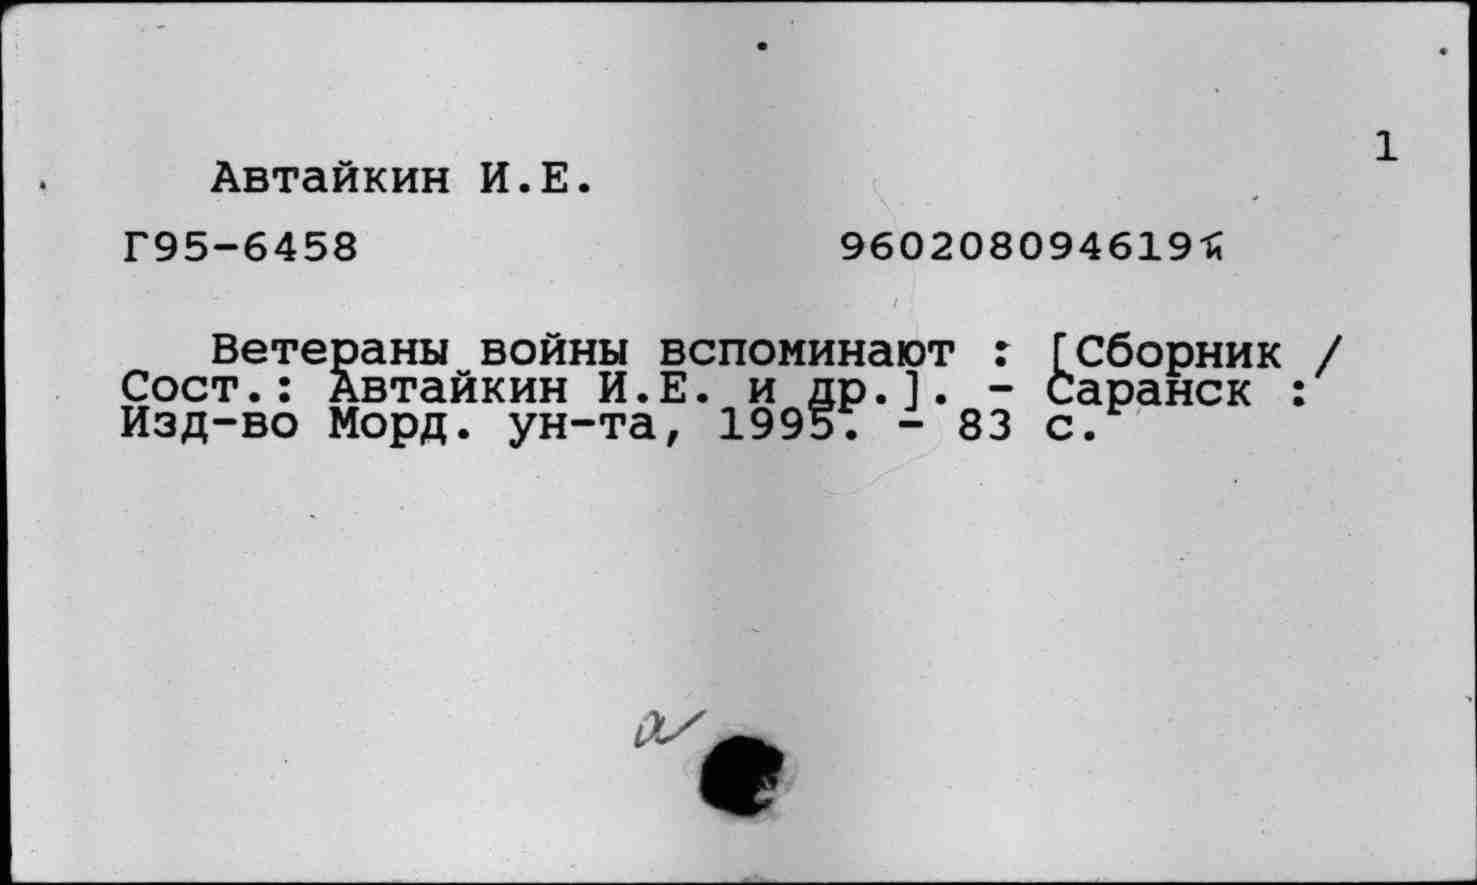 1
Автайкин И.Е.
Г95-6458 960208094619
Ветераны войны вспоминают : [Сборник /
Сост.: Автайкин И.Е. и др.]. - Саранск :
Изд-во Морд. ун-та, 1995. - 83 с.